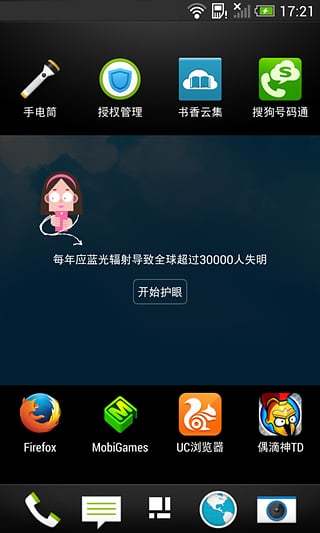 17:21
手电筒 授权管理 书香云集 搜狗号码通
每年应蓝光辐射导致全球超过30000人失明
开始护眼
Firefox MobiGames UC浏览器 偶滴神TD